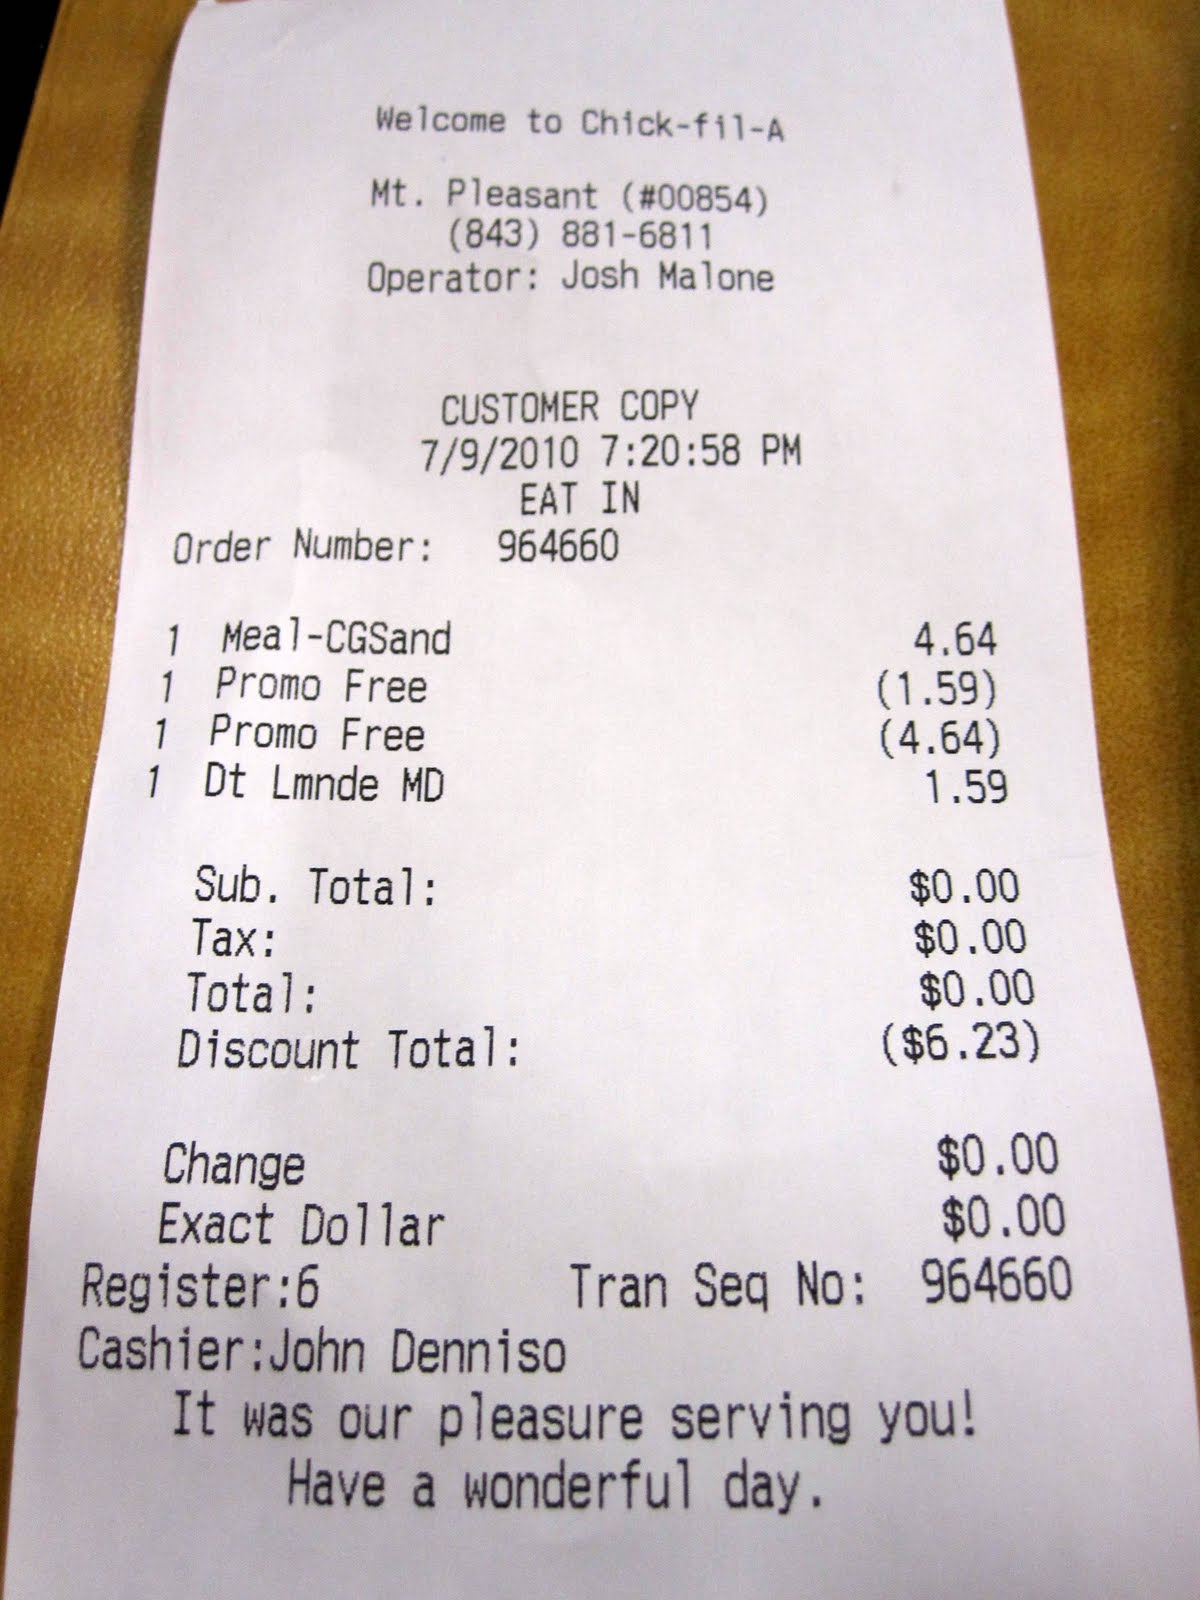 Welcome to Chick-fil-A
Mt. Pleasant (#00854)
(843) 881-6811
Operator: Josh Malone
CUSTOMER COPY
7/9/2010 7:20:58 PM
EAT IN
Order Number: 964660
1 Meal-CGSand 4.64
1 Promo Free (1.59)
1 Promo Free (4.64)
1 Dt Lmnde MD 1.59
Sub. Total: $0.00
Tax: $0.00
Total: $0.00
Discount Total: ($6.23)
Change $0.00
Exact Dollar $0.00
Register:6 Tran Seq No: 964660
Cashier:John Denniso
It was our pleasure serving you!
Have a wonderful day.